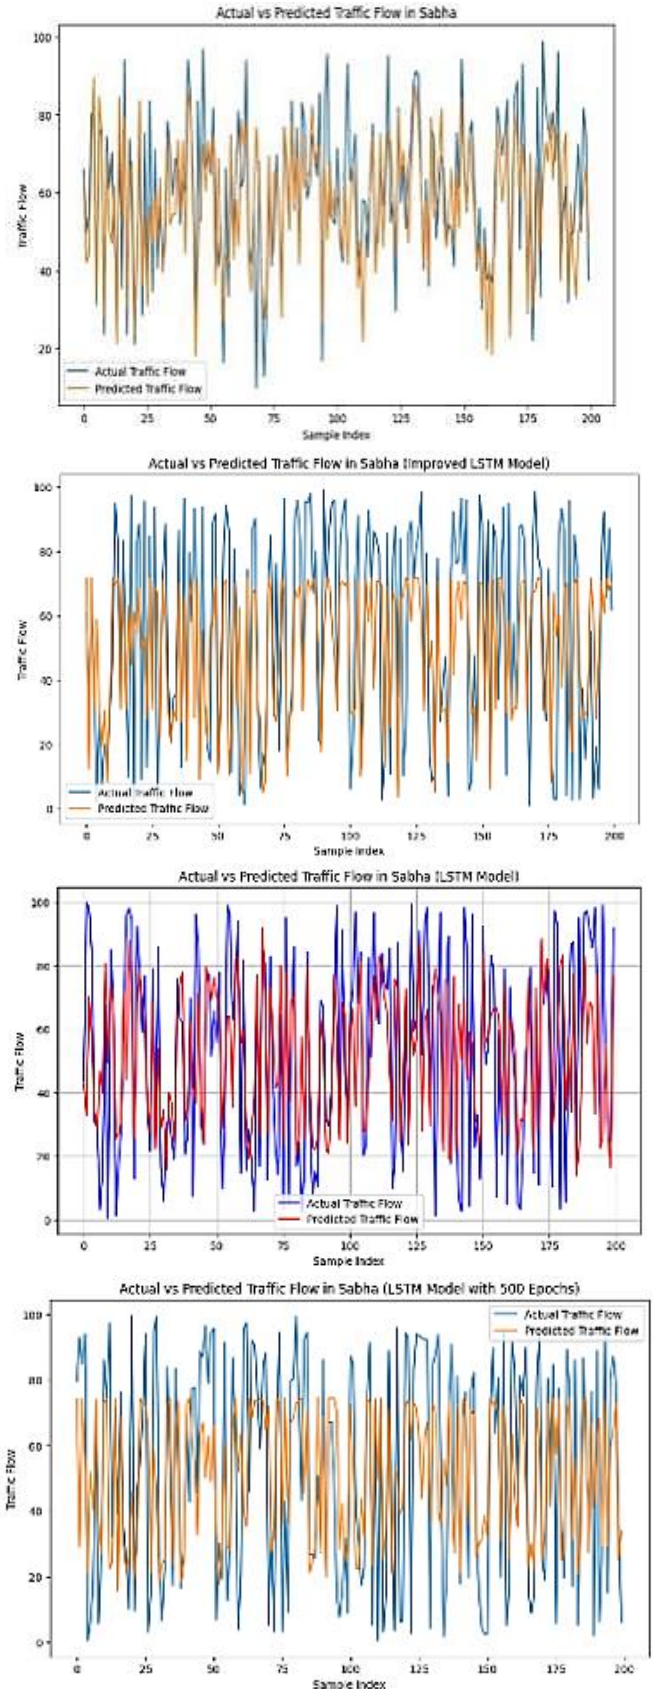 Actual vs Predicted Traffic Flow in Sabha
100
80
60
40
20
Traffic Flow
Actual Traffic Flow
Predicted Traffic Flow
0 25 50 75 100 125 150 175 200
Sample Index
Actual vs Predicted Traffic Flow in Sabha (Improved LSTM Model)
100
80
60
40
20
0
Traffic Flow
Actual Traffic Flow
Predicted Traffic Flow
0 25 50 75 100 125 150 175 200
Sample Index
Actual vs Predicted Traffic Flow in Sabha (LSTM Model)
100
80
60
40
20
0
Traffic Flow
Actual Traffic Flow
Predicted Traffic Flow
0 25 50 75 100 125 150 175 200
Sample Index
Actual vs Predicted Traffic Flow in Sabha (LSTM Model with 500 Epochs)
Actual Traffic Flow
Predicted Traffic Flow
100
80
60
40
20
0
Traffic Flow
0 25 50 75 100 125 150 175 200
Sample Index